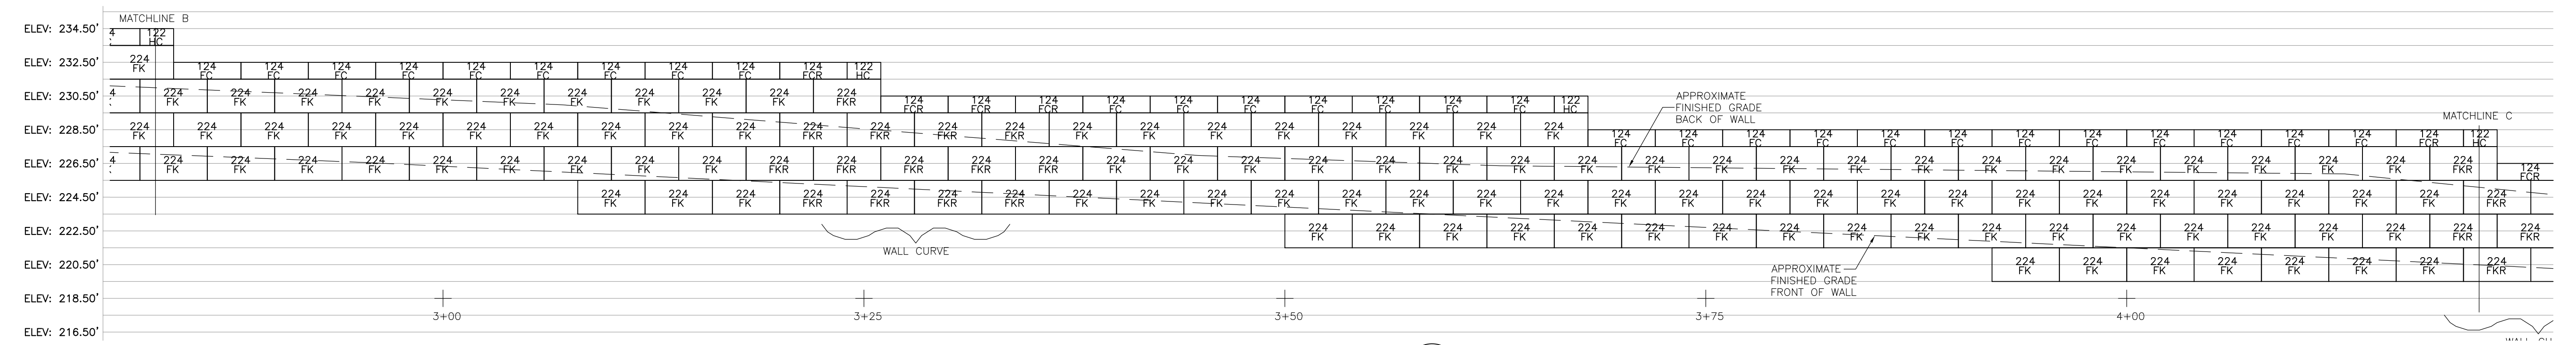 MATCHLINE B
ELEV: 234.50' 4 122
HC
ELEV: 232.50' 224 124 124 124 124 124 124 124 124 124 124 122
FK FC FC FC FC FC FC FC FC FC FCR HC
ELEV: 230.50' 4 224 224 224 224 224 224 224 224 224 224 224 124 124 124 124 124 124 124 124 124 124 122
FK FK FK FK FK FK FK FK FK FK FKR FCR FCR FCR FC FC FC FC FC FC FC HC
APPROXIMATE
FINISHED GRADE
BACK OF WALL
MATCHLINE C
ELEV: 228.50' 224 224 224 224 224 224 224 224 224 224 224 224 224 224 224 224 224 224 224 224 224 224 124 124 124 124 124 124 124 124 124 124 124 124 124 122
FK FK FK FK FK FK FK FK FK FK FKR FKR FKR FKR FK FK FK FK FK FK FK FK FC FC FC FC FC FC FC FC FC FC FC FC FCR HC
ELEV: 226.50' 4 224 224 224 224 224 224 224 224 224 224 224 224 224 224 224 224 224 224 224 224 224 224 224 224 224 224 224 224 224 224 224 224 224 224 224 124
FK FK FK FK FK FK FK FK FK FKR FKR FKR FKR FKR FK FK FK FK FK FK FK FK FK FK FK FK FK FK FK FK FK FK FK FK FKR FCR
ELEV: 224.50' 224 224 224 224 224 224 224 224 224 224 224 224 224 224 224 224 224 224 224 224 224 224 224 224 224 224 224 224 224
FK FK FK FKR FKR FKR FKR FK FK FK FK FK FK FK FK FK FK FK FK FK FK FK FK FK FK FK FK FK FKR
ELEV: 222.50' 224 224 224 224 224 224 224 224 224 224 224 224 224 224 224 224 224 224 224
FK FK FK FK FK FK FK FK FK FK FK FK FK FK FK FK FK FKR FKR
WALL CURVE
ELEV: 220.50' 224 224 224 224 224 224 224 224
FK FK FK FK FK FK FK FKR
APPROXIMATE
FINISHED GRADE
FRONT OF WALL
ELEV: 218.50'
3+00 3+25 3+50 3+75 4+00
ELEV: 216.50'